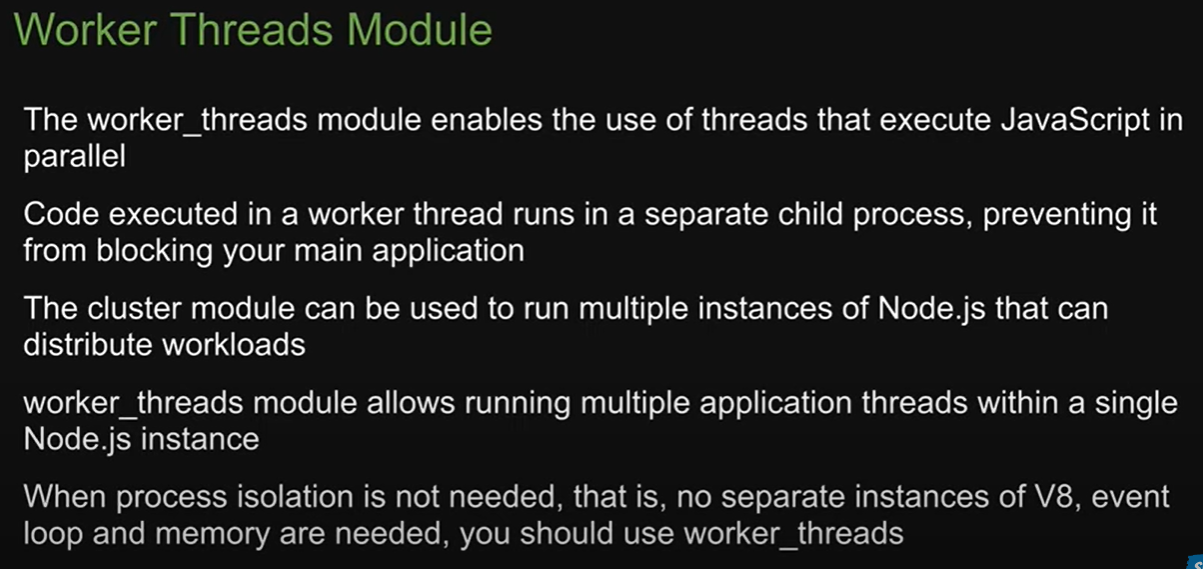 Worker Threads Module
The worker_threads module enables the use of threads that execute JavaScript in
parallel
Code executed in a worker thread runs in a separate child process, preventing it
from blocking your main application
The cluster module can be used to run multiple instances of Node.js that can
distribute workloads
worker_threads module allows running multiple application threads within a single
Node.js instance
When process isolation is not needed, that is, no separate instances of V8, event
loop and memory are needed, you should use worker_threads